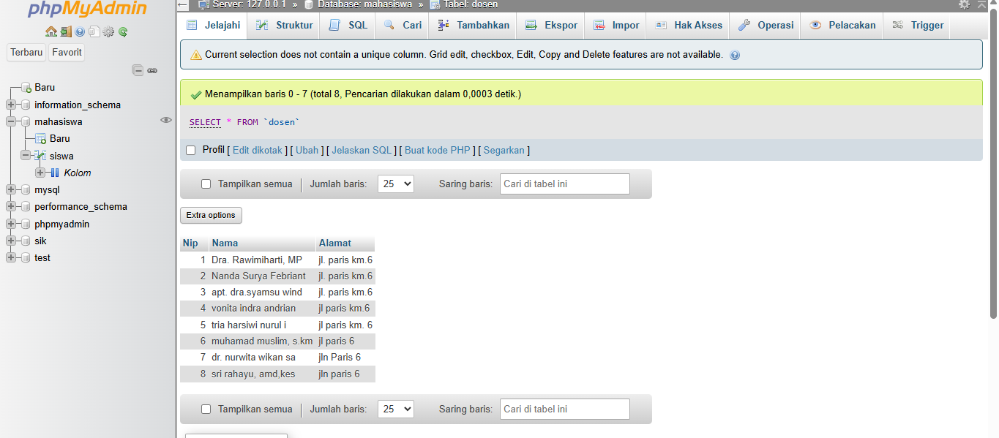 phpMyAdmin
Terbaru Favorit
Baru
information_schema
mahasiswa
Baru
siswa
Kolom
mysql
performance_schema
phpmyadmin
sik
test
Server: 127.0.0.1 » Database: mahasiswa » Tabel: dosen
Jelajahi Struktur SQL Cari Tambahkan Ekspor Impor Hak Akses Operasi Pelacakan Trigger
Current selection does not contain a unique column. Grid edit, checkbox, Edit, Copy and Delete features are not available.
Menampilkan baris 0 - 7 (total 8, Pencarian dilakukan dalam 0,0003 detik.)
SELECT * FROM `dosen`
Profil [ Edit dikotak ] [ Ubah ] [ Jelaskan SQL ] [ Buat kode PHP ] [ Segarkan ]
Tampilkan semua | Jumlah baris: 25 Saring baris: Cari di tabel ini
Extra options
Nip Nama Alamat
1 Dra. Rawimiharti, MP jl. paris km.6
2 Nanda Surya Febriant jl. paris km.6
3 apt. dra.syamsu wind jl. paris km.6
4 vonita indra andrian jl paris km.6
5 tria harsiwi nurul i jl paris km. 6
6 muhamad muslim, s.km jl paris 6
7 dr. nurwita wikan sa jln Paris 6
8 sri rahayu, amd,kes jln paris 6
Tampilkan semua | Jumlah baris: 25 Saring baris: Cari di tabel ini